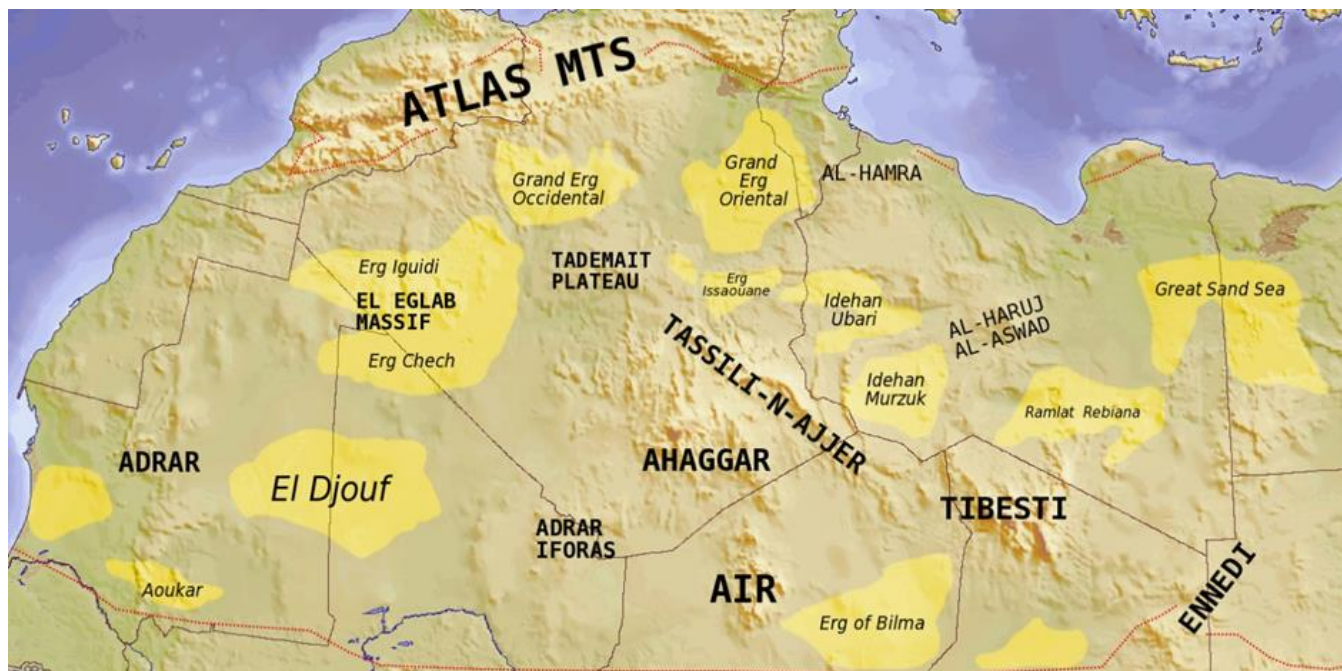 ATLAS MTS
Grand Erg
Occidental
Grand
Erg
Oriental
AL-HAMRA
Erg Iguidi
TADEMAIT
PLATEAU
Erg
Issaouane
Idehan
Ubari
Great Sand Sea
EL EGLAB
MASSIF
AL-HARUJ
AL-ASWAD
Erg Chech
TASSILI-N-AJJER
Idehan
Murzuk
Ramlat Rebiana
ADRAR
El Djouf
AHAGGAR
TIBESTI
ADRAR
IFORAS
Aoukar
AIR
Erg of Bilma
ENNEDI